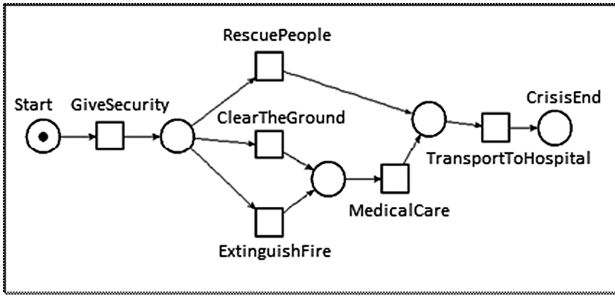 RescuePeople
Start
GiveSecurity
ClearTheGround
CrisisEnd
TransportToHospital
MedicalCare
ExtinguishFire